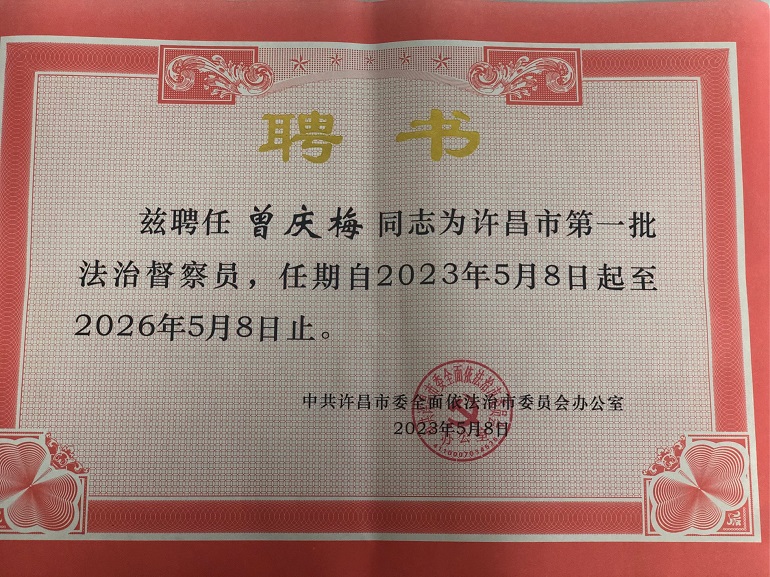 聘书
兹聘任 曾庆梅 同志为许昌市第一批
法治督察员，任期自2023年5月8日起至
2026年5月8日止。
中共许昌市委全面依法治市委员会办公室
2023年5月8日